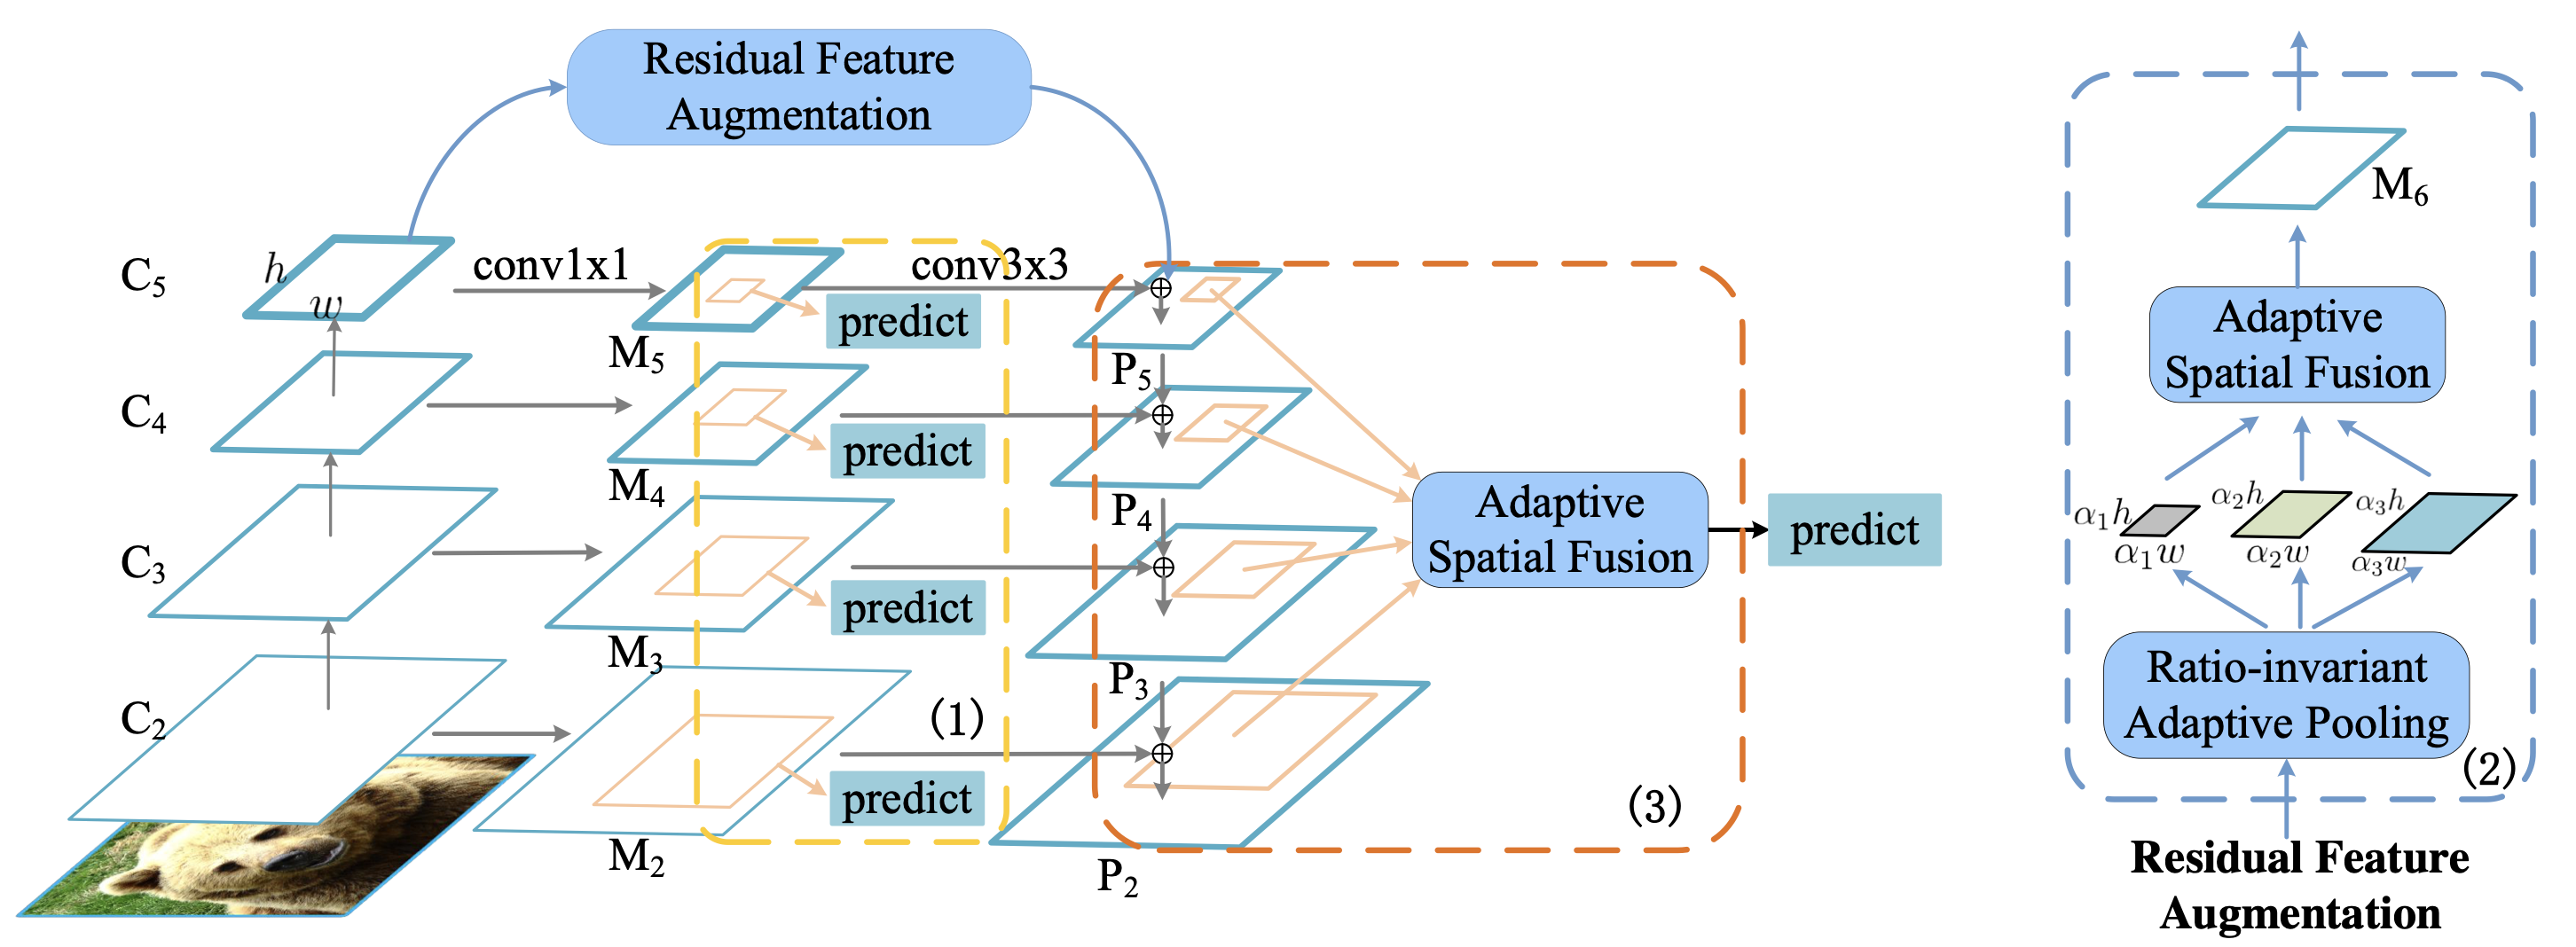 Residual Feature
Augmentation
C₅
h
w
conv1x1
conv3x3
predict
M₅
P₅
C₄
predict
M₄
P₄
C₃
predict
M₃
P₃
C₂
(1)
predict
M₂
P₂
Adaptive
Spatial Fusion
predict
(3)
M₆
Adaptive
Spatial Fusion
α₁h
α₁w
α₂h
α₂w
α₃h
α₃w
Ratio-invariant
Adaptive Pooling
(2)
Residual Feature
Augmentation